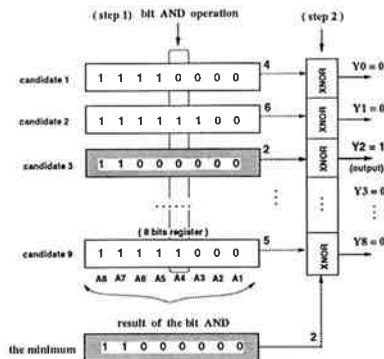 ( step 1 ) bit AND operation
( step 2 )
candidate 1 1 1 1 1 0 0 0 0 4 XNOR Y0 = 0
candidate 2 1 1 1 1 1 1 0 0 6 XNOR Y1 = 0
candidate 3 1 1 0 0 0 0 0 0 2 XNOR Y2 = 1
(output)
...... ... ... Y3 = 0
...
( 8 bits register )
candidate 9 1 1 1 1 1 0 0 0 5 XNOR Y8 = 0
A8 A7 A6 A5 A4 A3 A2 A1
result of the bit AND
the minimum 1 1 0 0 0 0 0 0 2